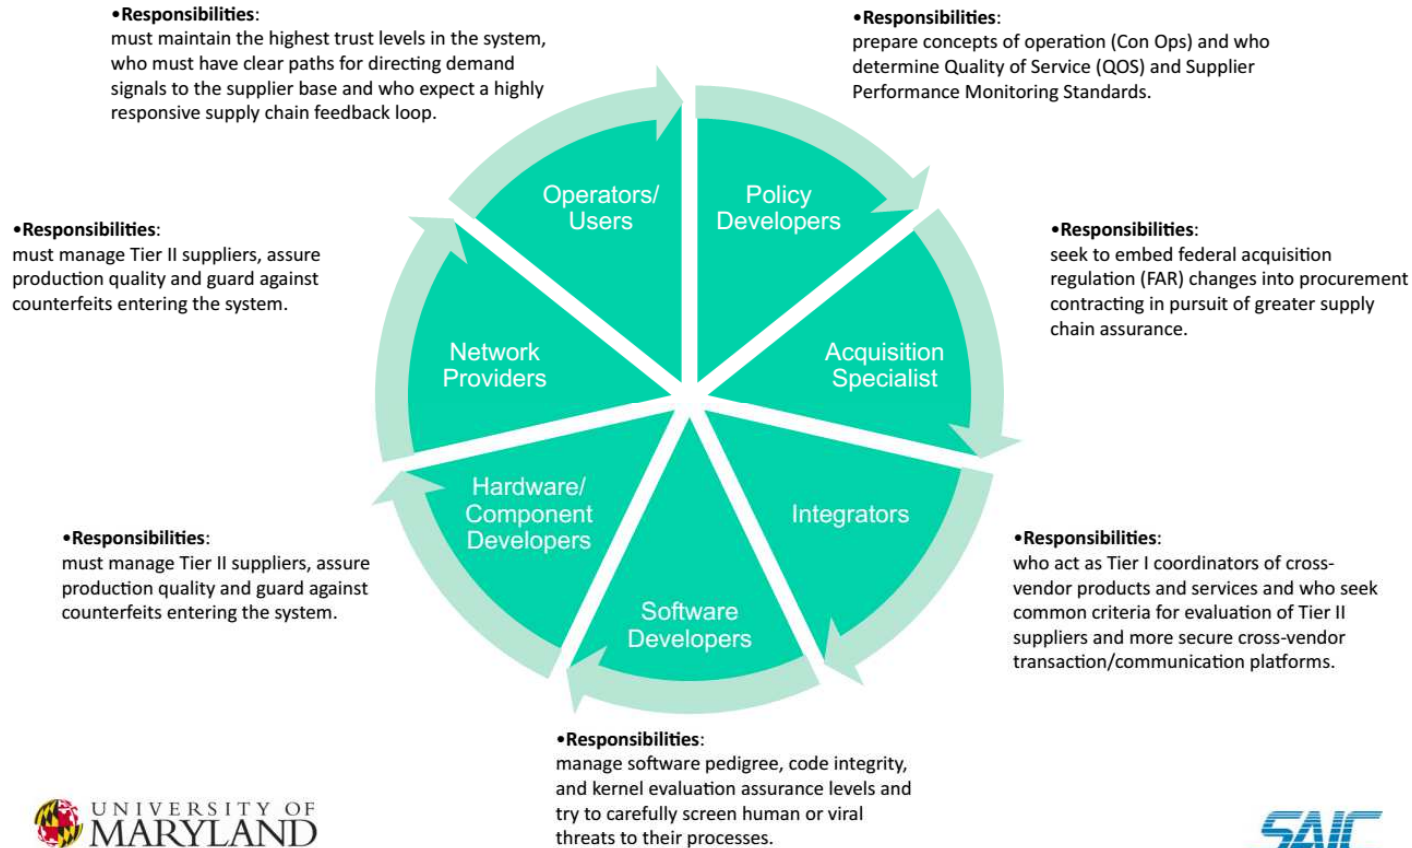 •Responsibilities:
must maintain the highest trust levels in the system,
who must have clear paths for directing demand
signals to the supplier base and who expect a highly
responsive supply chain feedback loop.
•Responsibilities:
prepare concepts of operation (Con Ops) and who
determine Quality of Service (QOS) and Supplier
Performance Monitoring Standards.
Operators/
Users
Policy
Developers
•Responsibilities:
must manage Tier II suppliers, assure
production quality and guard against
counterfeits entering the system.
•Responsibilities:
seek to embed federal acquisition
regulation (FAR) changes into procurement
contracting in pursuit of greater supply
chain assurance.
Network
Providers
Acquisition
Specialist
Hardware/
Component
Developers
Integrators
•Responsibilities:
must manage Tier II suppliers, assure
production quality and guard against
counterfeits entering the system.
•Responsibilities:
who act as Tier I coordinators of cross-
vendor products and services and who seek
common criteria for evaluation of Tier II
suppliers and more secure cross-vendor
transaction/communication platforms.
Software
Developers
•Responsibilities:
manage software pedigree, code integrity,
and kernel evaluation assurance levels and
try to carefully screen human or viral
threats to their processes.
UNIVERSITY OF
MARYLAND
SAIC